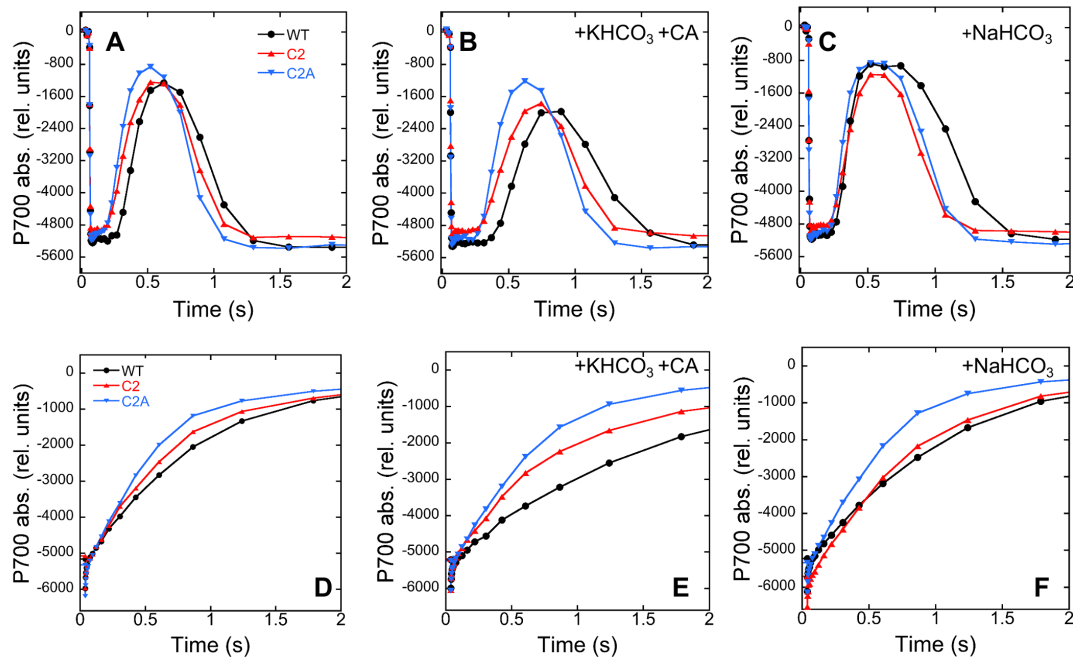 A
WT
C2
C2A
0
-800
-1600
-2400
-3200
-4000
-4800
-5600
P700 abs. (rel. units)
0 0.5 1 1.5 2
Time (s)
B
+KHCO3 +CA
0
-800
-1600
-2400
-3200
-4000
-4800
-5600
P700 abs. (rel. units)
0 0.5 1 1.5 2
Time (s)
C
+NaHCO3
0
-800
-1600
-2400
-3200
-4000
-4800
-5600
P700 abs. (rel. units)
0 0.5 1 1.5 2
Time (s)
WT
C2
C2A
0
-1000
-2000
-3000
-4000
-5000
-6000
P700 abs. (rel. units)
D
0 0.5 1 1.5 2
Time (s)
+KHCO3 +CA
0
-1000
-2000
-3000
-4000
-5000
-6000
P700 abs. (rel. units)
E
0 0.5 1 1.5 2
Time (s)
+NaHCO3
0
-1000
-2000
-3000
-4000
-5000
-6000
P700 abs. (rel. units)
F
0 0.5 1 1.5 2
Time (s)